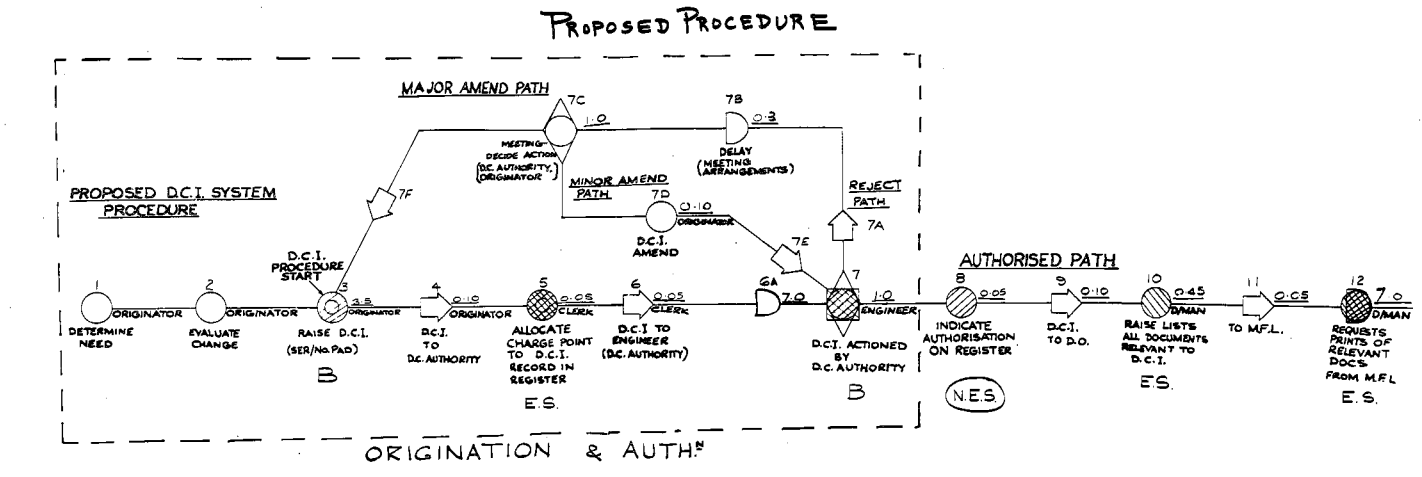 PROPOSED PROCEDURE
MAJOR AMEND PATH
7C
1.0
7B
0.3
MEETING-
DECIDE ACTION
(D.C. AUTHORITY,
ORIGINATOR)
DELAY
(MEETING
ARRANGEMENTS)
MINOR AMEND
PATH
7D
0.10
ORIGINATOR
D.C.I.
AMEND
REJECT
PATH
7A
7E
7F
PROPOSED D.C.I. SYSTEM
PROCEDURE
D.C.I.
PROCEDURE
START
1
ORIGINATOR
DETERMINE
NEED
2
ORIGINATOR
EVALUATE
CHANGE
3
3.5
ORIGINATOR
RAISE D.C.I.
(SER/No. PAD)
B
4
0.10
ORIGINATOR
D.C.I.
TO
D.C. AUTHORITY
5
0.05
CLERK
ALLOCATE
CHARGE POINT
TO D.C.I.
RECORD IN
REGISTER
E.S.
6
0.05
CLERK
D.C.I TO
ENGINEER
(D.C. AUTHORITY)
6A
7.0
7
1.0
ENGINEER
D.C.I. ACTIONED
BY
D.C. AUTHORITY
B
AUTHORISED PATH
8
0.05
INDICATE
AUTHORISATION
ON REGISTER
N.E.S.
9
0.10
D.C.I.
TO D.O.
10
0.45
D/MAN
RAISE LISTS
ALL DOCUMENTS
RELEVANT TO
D.C.I.
E.S.
11
0.05
TO M.F.L.
12
7.0
D/MAN
REQUESTS
PRINTS OF
RELEVANT
DOCS
FROM M.F.L
E.S.
ORIGINATION & AUTH.N